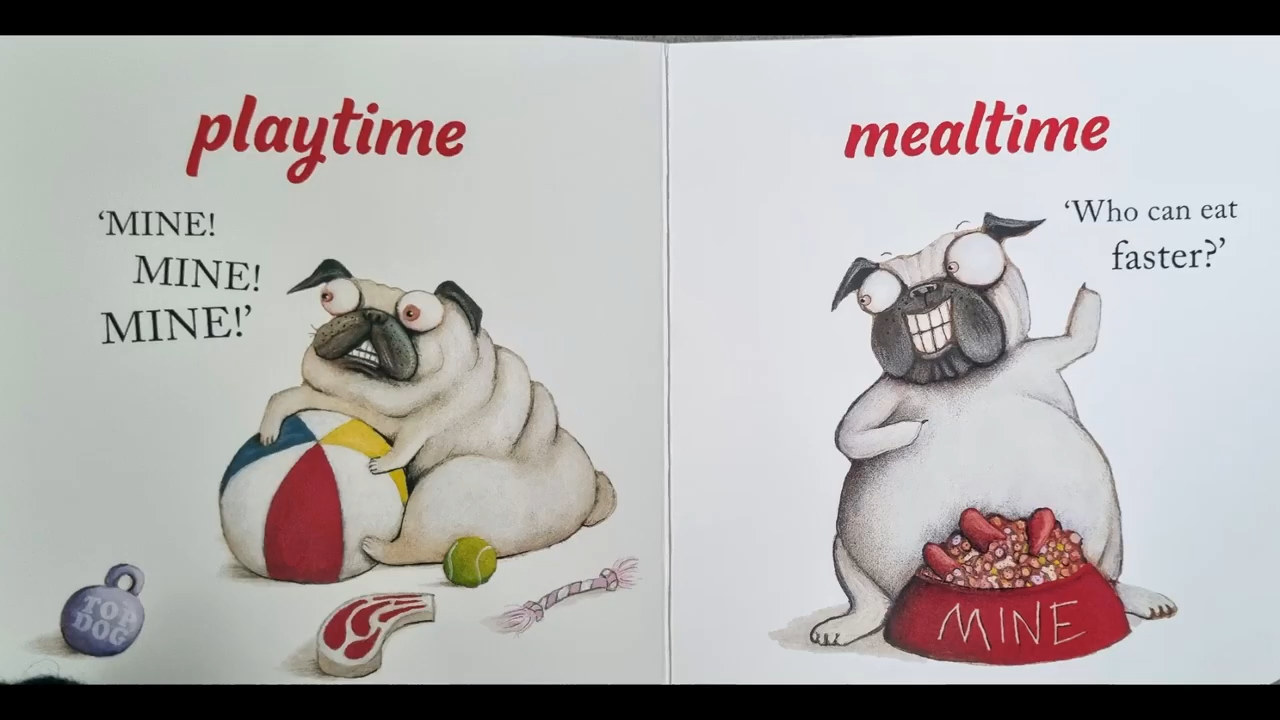 playtime
‘MINE!
MINE!
MINE!’
TOP
DOG
mealtime
‘Who can eat
faster?’
MINE